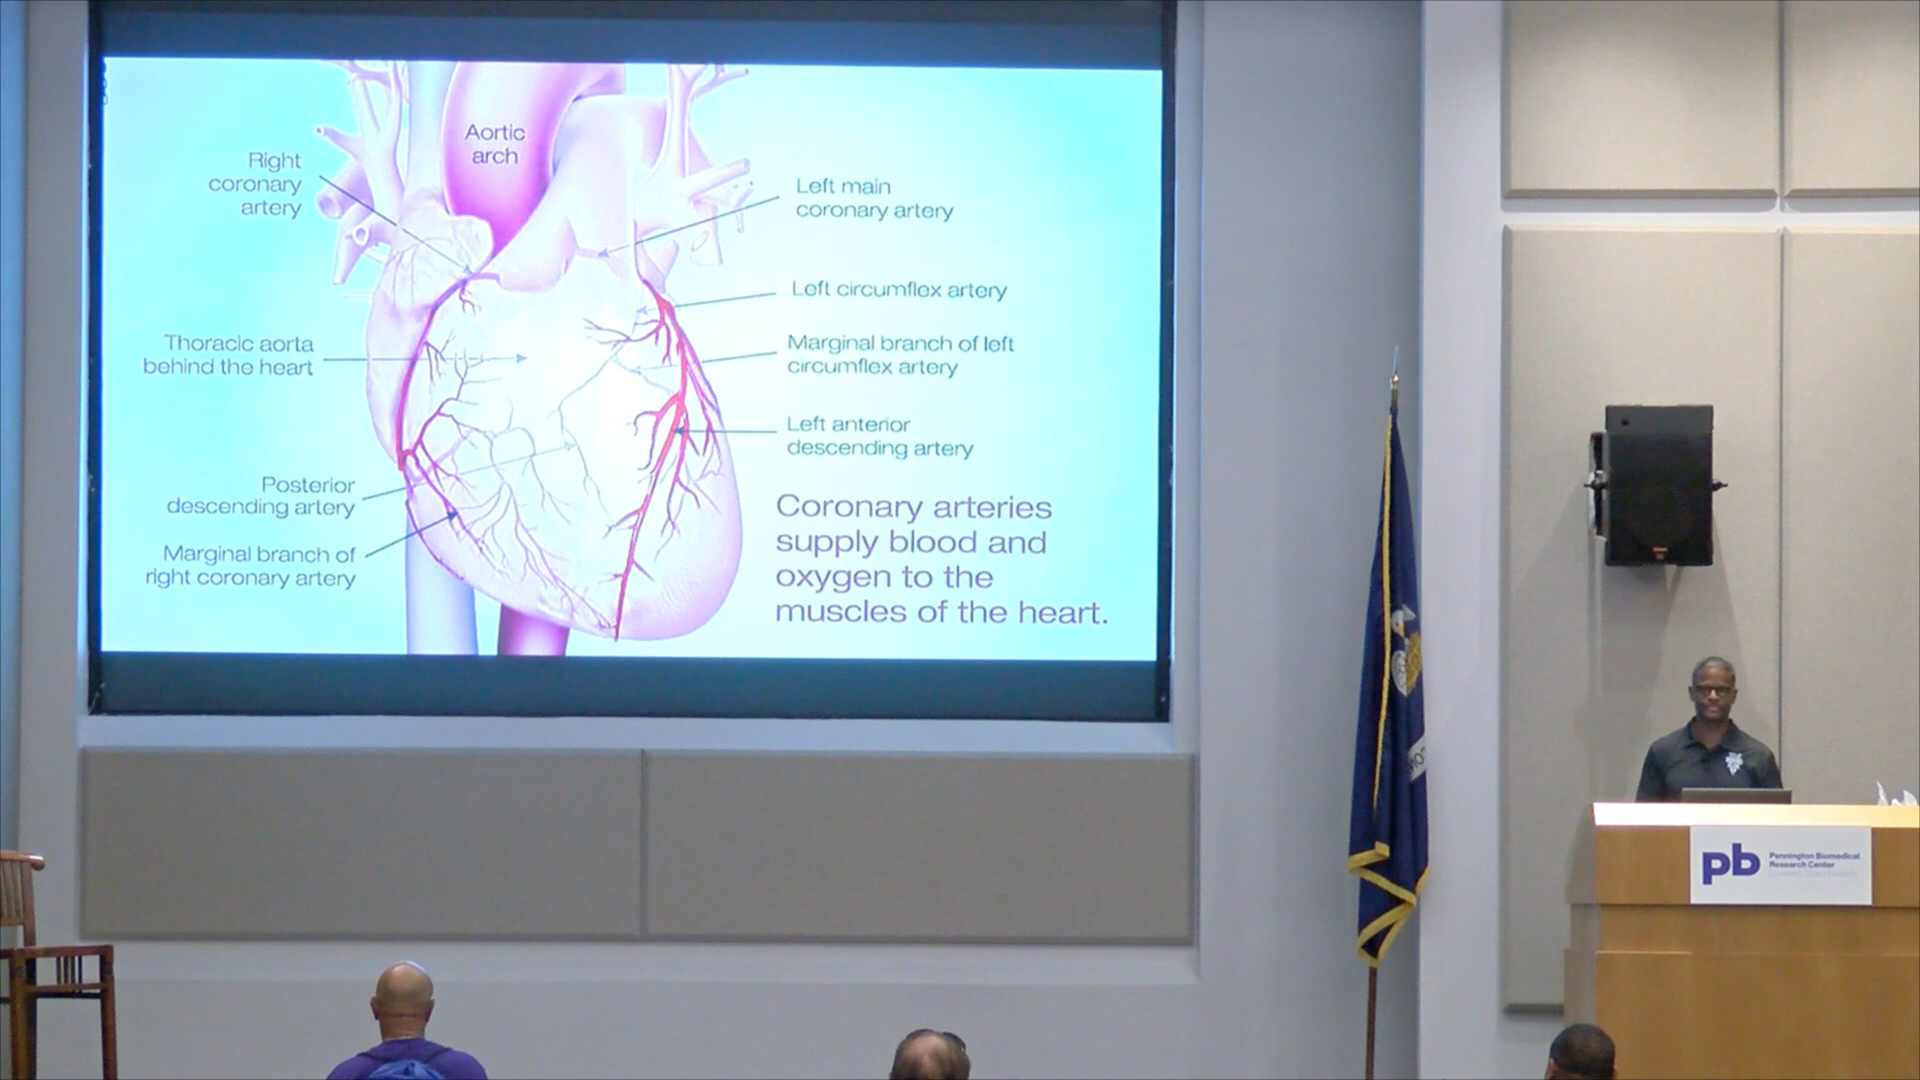 Aortic
arch
Right
coronary
artery
Left main
coronary artery
Left circumflex artery
Thoracic aorta
behind the heart
Marginal branch of left
circumflex artery
Left anterior
descending artery
Posterior
descending artery
Marginal branch of
right coronary artery
Coronary arteries
supply blood and
oxygen to the
muscles of the heart.
pb
Pennington Biomedical
Research Center